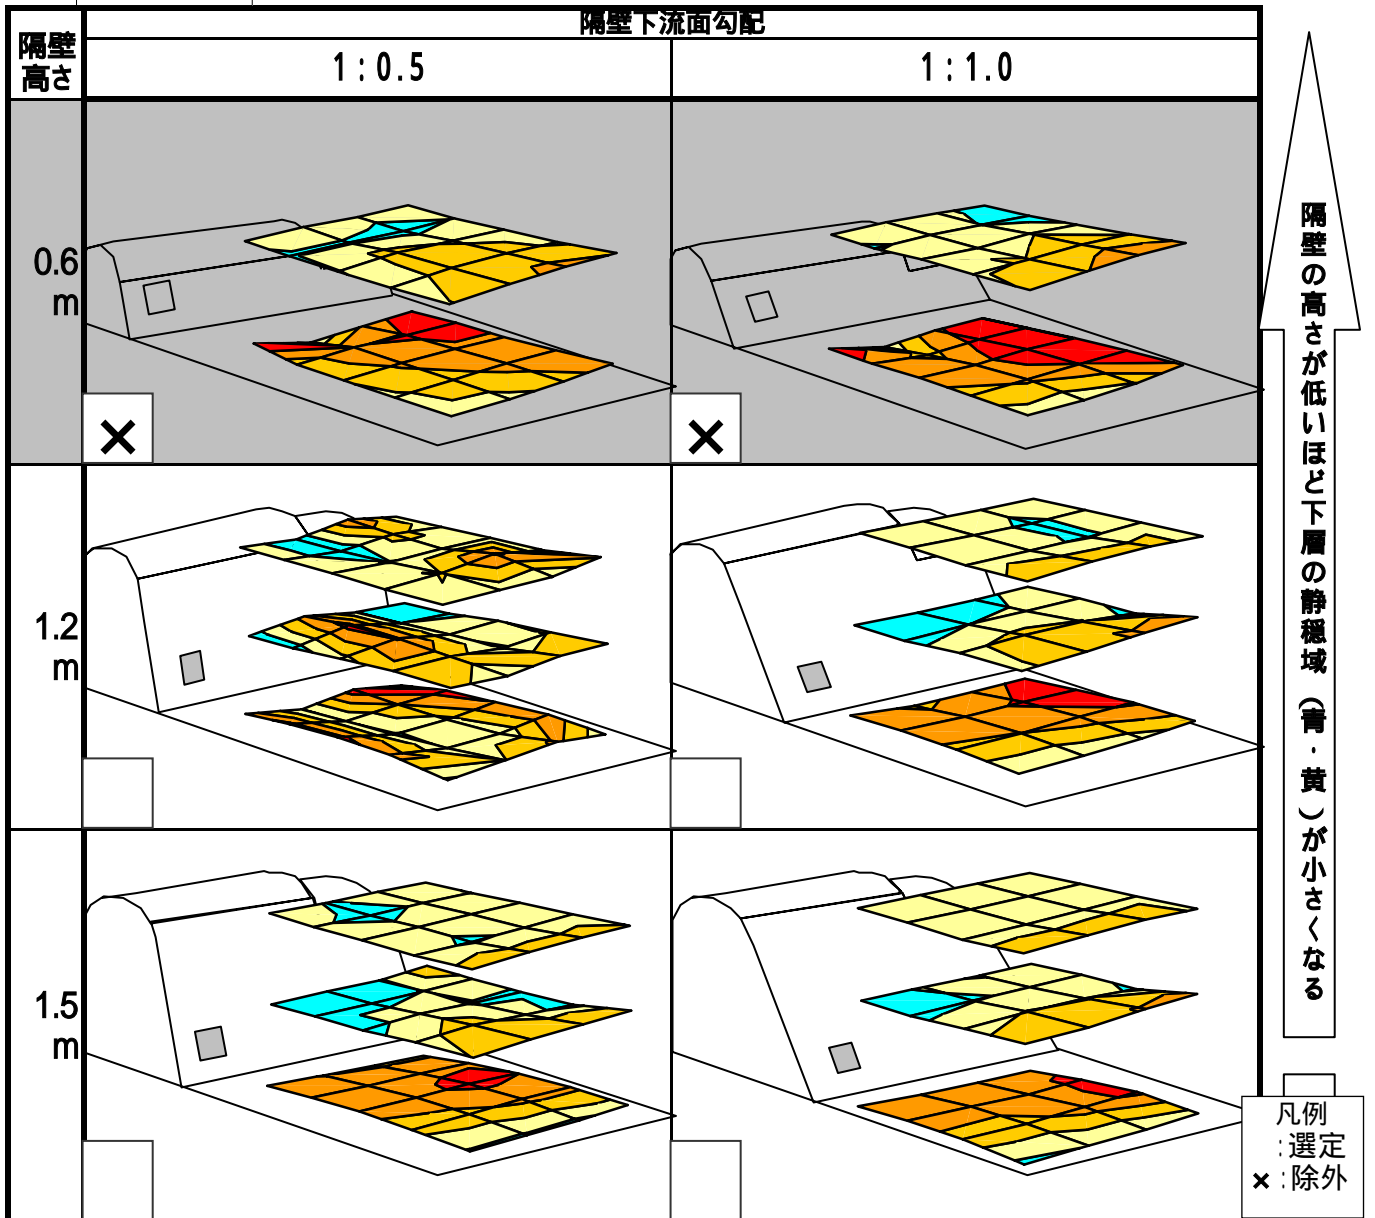 隔壁下流面勾配
隔壁
高さ
1:0.5
1:1.0
0.6
m
×
×
1.2
m
1.5
m
隔壁の高さが低いほど下層の静穏域（青・黄）が小さくなる
凡例
:選定
×:除外